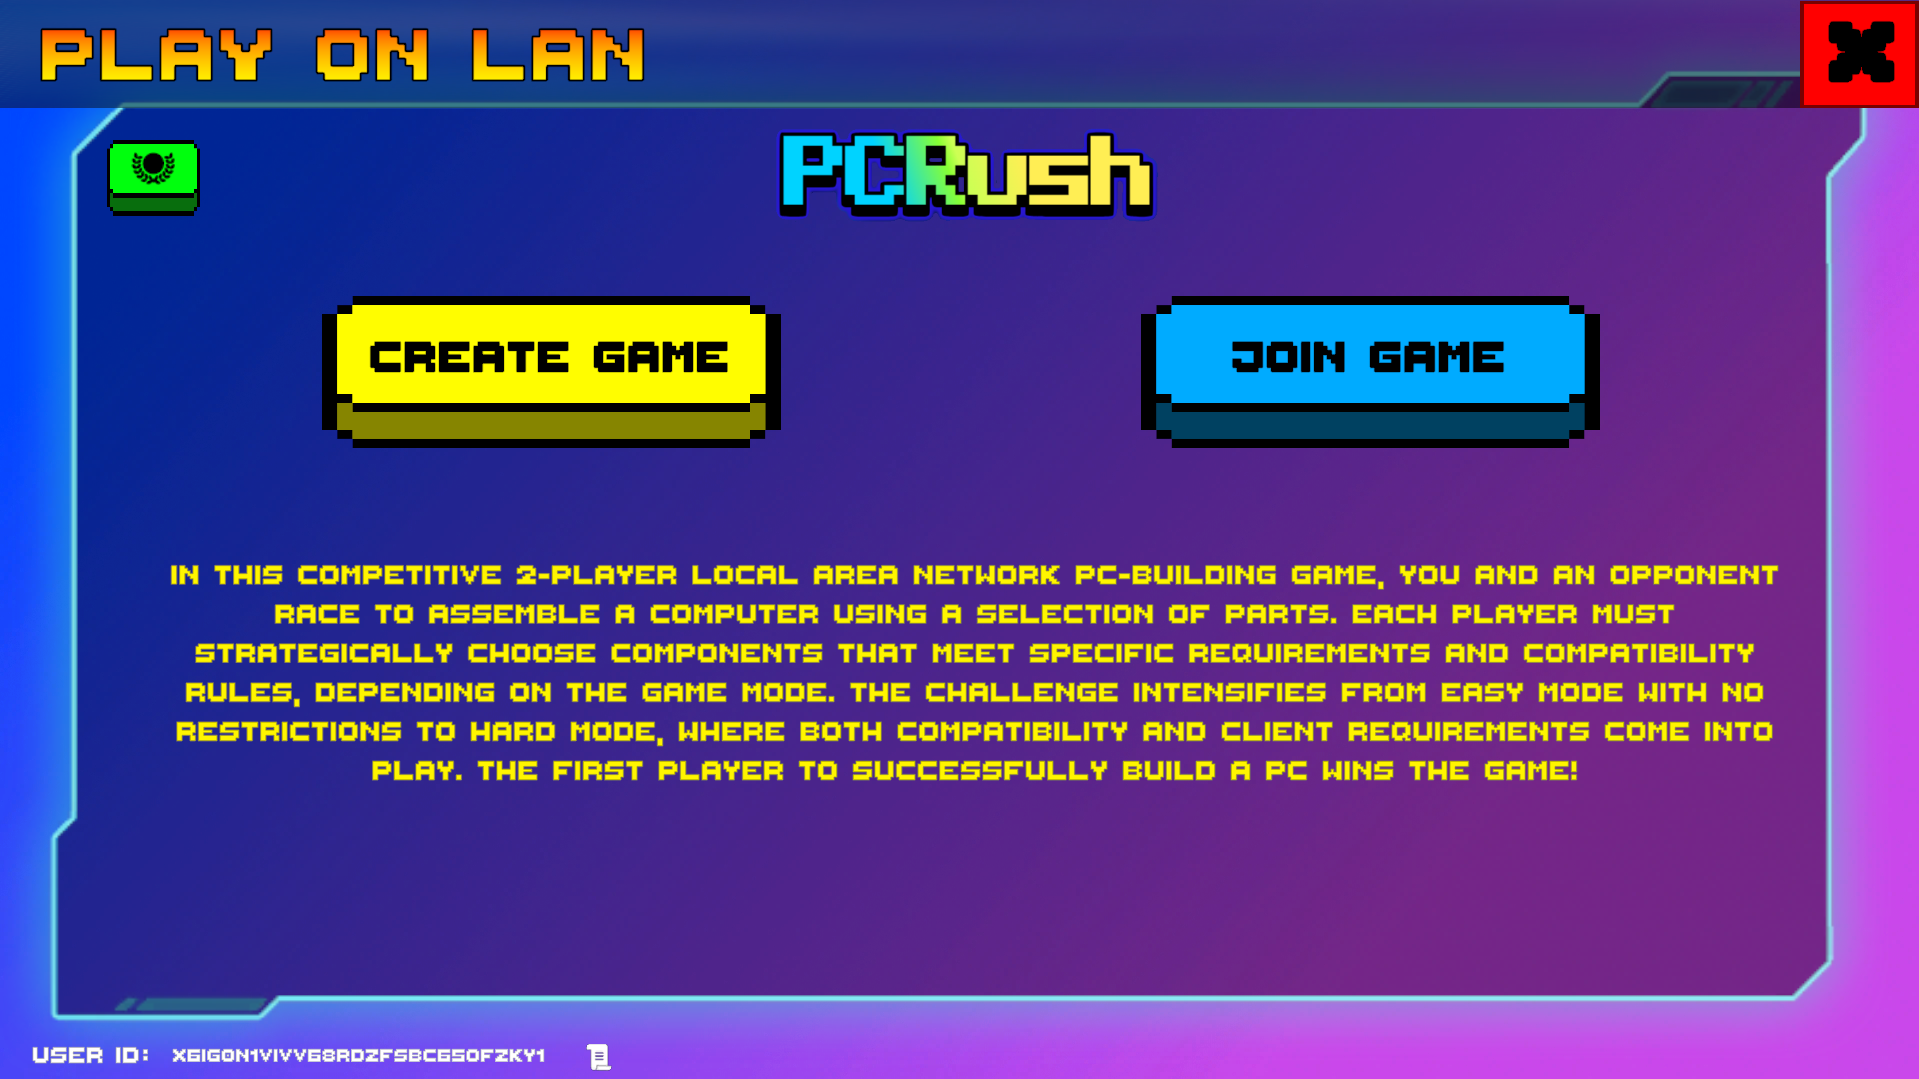 PLAY ON LAN
PCRush
CREATE GAME
JOIN GAME
IN THIS COMPETITIVE 2-PLAYER LOCAL AREA NETWORK PC-BUILDING GAME, YOU AND AN OPPONENT
RACE TO ASSEMBLE A COMPUTER USING A SELECTION OF PARTS. EACH PLAYER MUST
STRATEGICALLY CHOOSE COMPONENTS THAT MEET SPECIFIC REQUIREMENTS AND COMPATIBILITY
RULES, DEPENDING ON THE GAME MODE. THE CHALLENGE INTENSIFIES FROM EASY MODE WITH NO
RESTRICTIONS TO HARD MODE, WHERE BOTH COMPATIBILITY AND CLIENT REQUIREMENTS COME INTO
PLAY. THE FIRST PLAYER TO SUCCESSFULLY BUILD A PC WINS THE GAME!
USER ID: